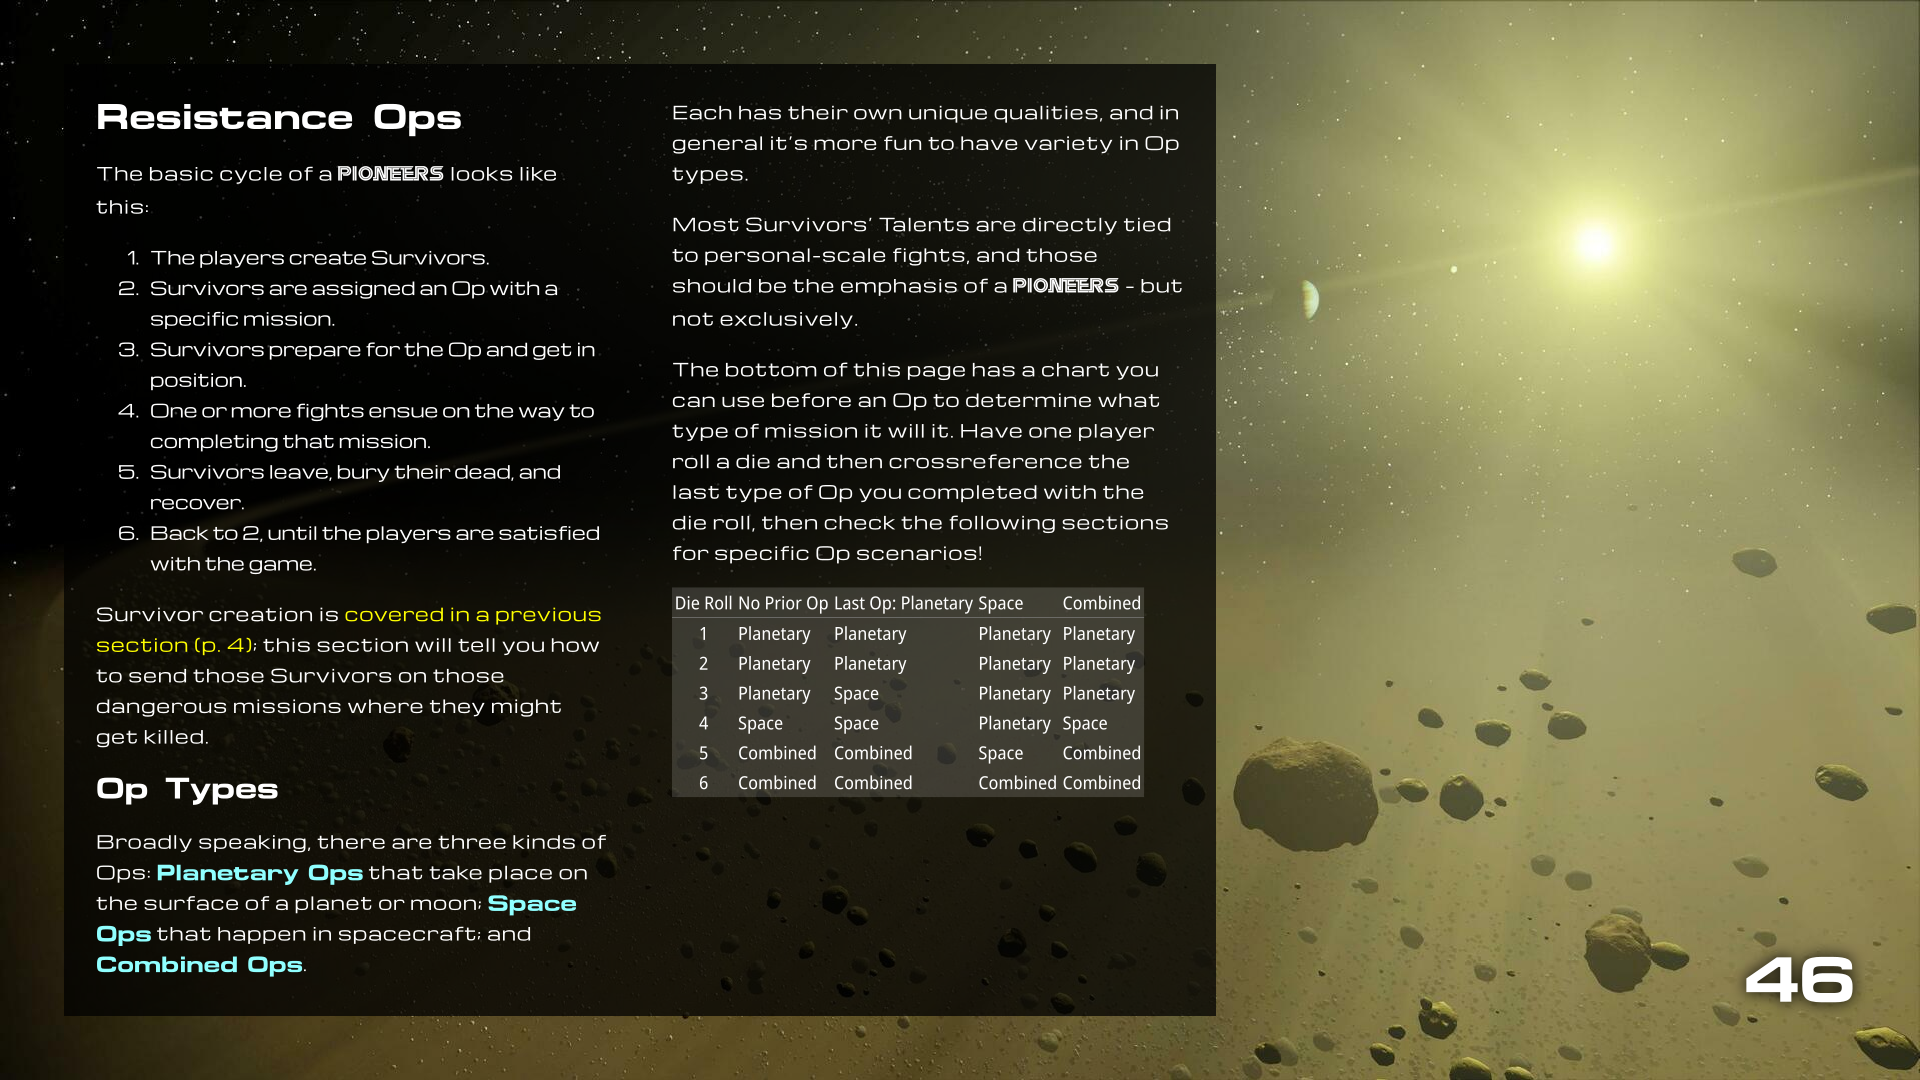 Resistance Ops
The basic cycle of a PIONEERS looks like
this:
1. The players create Survivors.
2. Survivors are assigned an Op with a
specific mission.
3. Survivors prepare for the Op and get in
position.
4. One or more fights ensue on the way to
completing that mission.
5. Survivors leave, bury their dead, and
recover.
6. Back to 2, until the players are satisfied
with the game.
Survivor creation is covered in a previous
section (p. 4); this section will tell you how
to send those Survivors on those
dangerous missions where they might
get killed.
Op Types
Broadly speaking, there are three kinds of
Ops: Planetary Ops that take place on
the surface of a planet or moon; Space
Ops that happen in spacecraft; and
Combined Ops.
Each has their own unique qualities, and in
general it's more fun to have variety in Op
types.
Most Survivors' Talents are directly tied
to personal-scale fights, and those
should be the emphasis of a PIONEERS - but
not exclusively.
The bottom of this page has a chart you
can use before an Op to determine what
type of mission it will it. Have one player
roll a die and then crossreference the
last type of Op you completed with the
die roll, then check the following sections
for specific Op scenarios!
Die Roll No Prior Op Last Op: Planetary Space Combined
1 Planetary Planetary Planetary Planetary
2 Planetary Planetary Planetary Planetary
3 Planetary Space Planetary Planetary
4 Space Space Planetary Space
5 Combined Combined Space Combined
6 Combined Combined Combined Combined
46